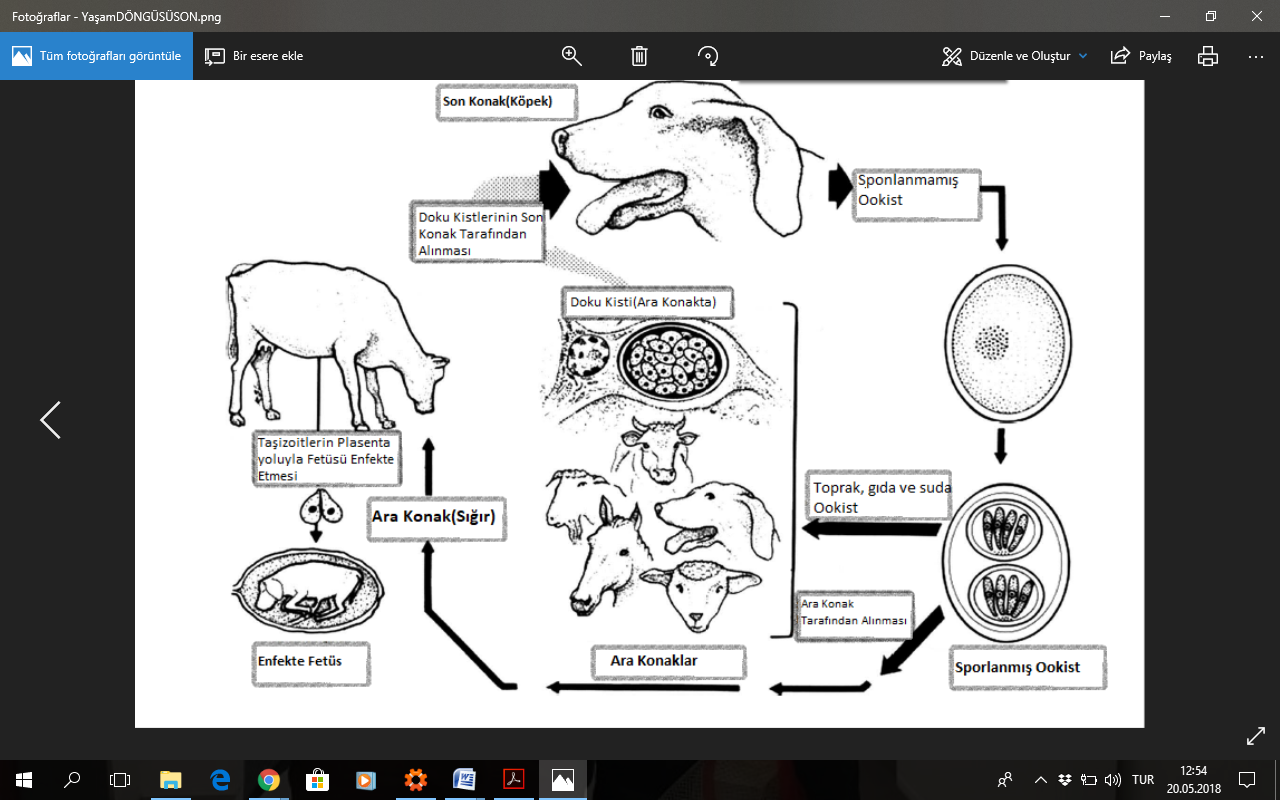 Fotoğraflar - YaşamDÖNGÜSÜSON.png
Tüm fotoğrafları görüntüle
Bir esere ekle
Düzenle ve Oluştur
Paylaş
Son Konak(Köpek)
Sponlanmamış
Ookist
Doku Kistlerinin Son
Konak Tarafından
Alınması
Doku Kisti(Ara Konakta)
Taşizoitlerin Plasenta
yoluyla Fetüsü Enfekte
Etmesi
Toprak, gıda ve suda
Ookist
Ara Konak(Sığır)
Ara Konak
Tarafından Alınması
Enfekte Fetüs
Ara Konaklar
Sporlanmış Ookist
TUR
12:54
20.05.2018